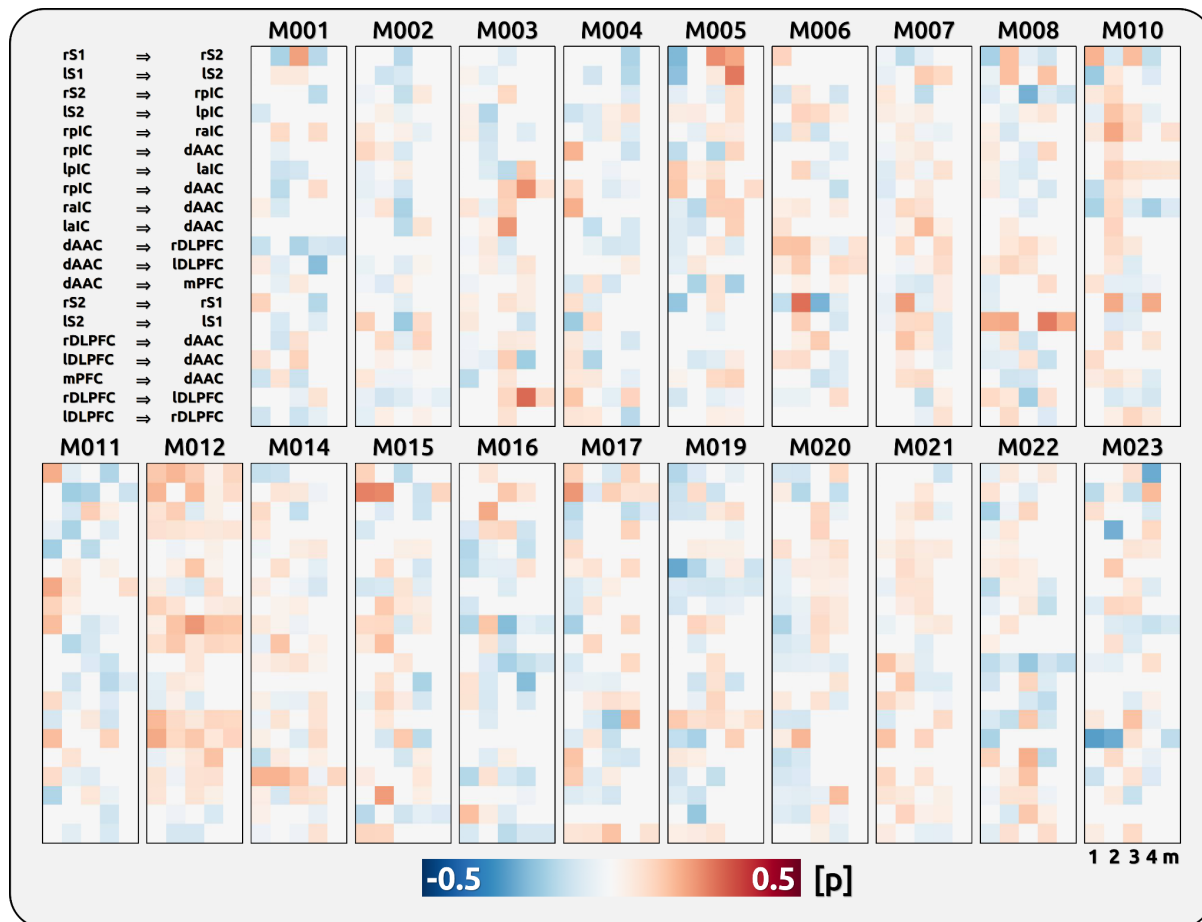 M001 M002 M003 M004 M005 M006 M007 M008 M010
rS1 ⇒ rS2
lS1 ⇒ lS2
rS2 ⇒ rpIC
lS2 ⇒ lpIC
rpIC ⇒ raIC
rpIC ⇒ dAAC
lpIC ⇒ laIC
rpIC ⇒ dAAC
raIC ⇒ dAAC
laIC ⇒ dAAC
dAAC ⇒ rDLPFC
dAAC ⇒ lDLPFC
dAAC ⇒ mPFC
rS2 ⇒ rS1
lS2 ⇒ lS1
rDLPFC ⇒ dAAC
lDLPFC ⇒ dAAC
mPFC ⇒ dAAC
rDLPFC ⇒ lDLPFC
lDLPFC ⇒ rDLPFC
M011 M012 M014 M015 M016 M017 M019 M020 M021 M022 M023
1 2 3 4 m
-0.5 0.5 [p]